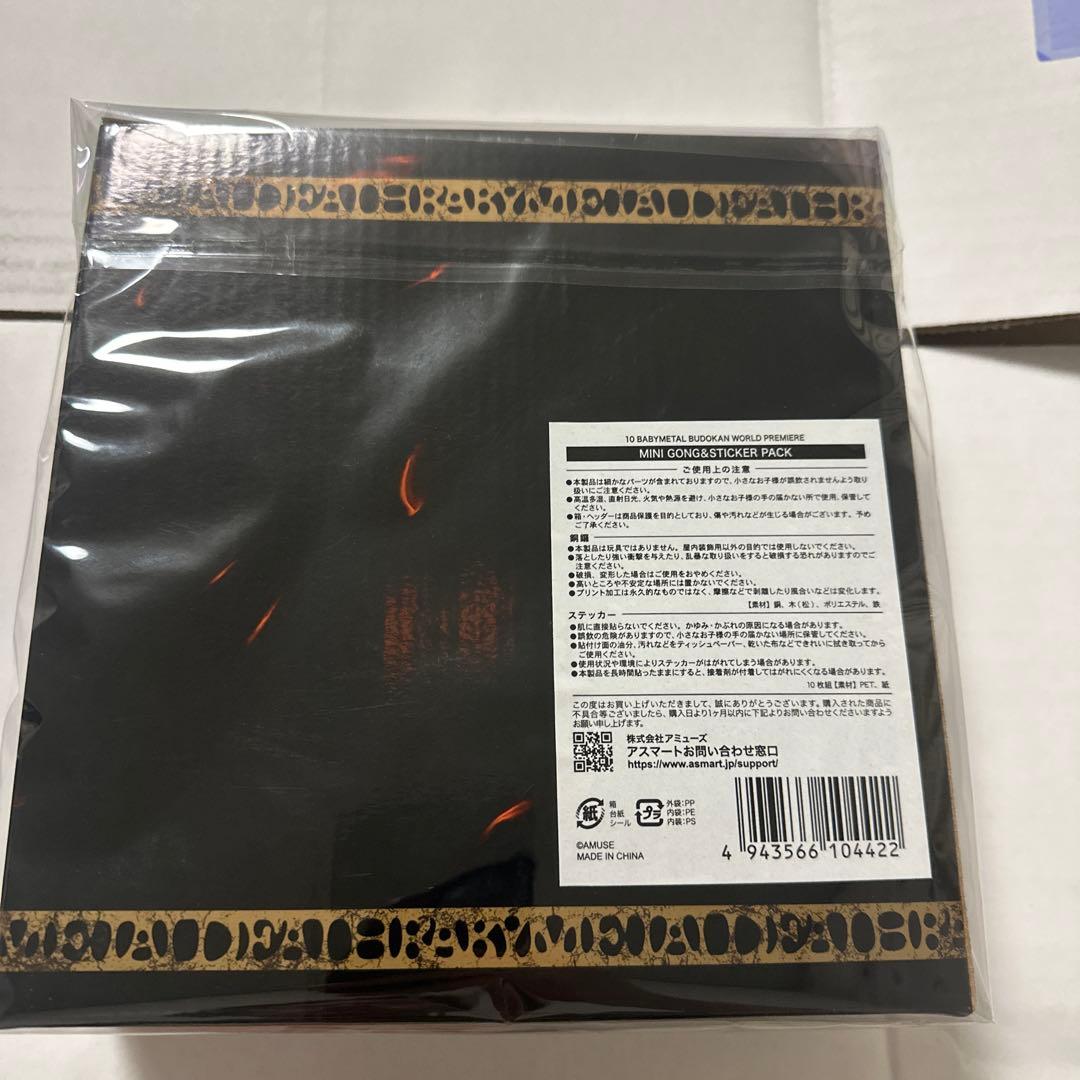 BABYMETALDEATH
10 BABYMETAL BUDOKAN WORLD PREMIERE
MINI GONG&STICKER PACK
ご使用上の注意
●本製品は細かなパーツが含まれておりますので、小さなお子様が誤飲されませんよう取り
扱いにご注意ください。
●高温多湿、直射日光、火気や熱源を避け、小さなお子様の手の届かない所で使用、保管して
ください。
●箱・ヘッダーは商品保護を目的としており、傷や汚れなどが生じる場合がございます。予め
ご了承ください。
銅鑼
●本製品は玩具ではありません。屋内装飾用以外の目的では使用しないでください。
●落としたり強い衝撃を与えたり、乱暴な取り扱いをすると破損する恐れがありますのでご
注意ください。
●破損、変形した場合はご使用をおやめください。
●高いところや不安定な場所には置かないでください。
●プリント加工は永久的なものではなく、摩擦などで剥離したり風合いなどは変化します。
【素材】銅、木(松)、ポリエステル、鉄
ステッカー
●肌に直接貼らないでください。かゆみ・かぶれの原因になる場合があります。
●誤飲の危険がありますので、小さなお子様の手の届かない場所に保管してください。
●貼付け面の油分、汚れなどをティッシュペーパー、乾いた布などできれいに拭き取ってから
ご使用ください。
●使用状況や環境によりステッカーがはがれてしまう場合があります。
●本製品を長時間貼ったままにすると、接着剤が付着してはがれにくくなる場合があります。
10枚組【素材】PET、紙
この度はお買い上げいただきまして、誠にありがとうございます。購入された商品に
不具合等ございましたら、購入日より1ヶ月以内に下記よりお問い合わせくださいますよう
お願い申し上げます。
株式会社アミューズ
アスマートお問い合わせ窓口
https://www.asmart.jp/support/
紙
箱
台紙
シール
プラ
外袋:PP
内袋:PE
内装:PS
©AMUSE
MADE IN CHINA
4 943566 104422
BABYMETALDEATH